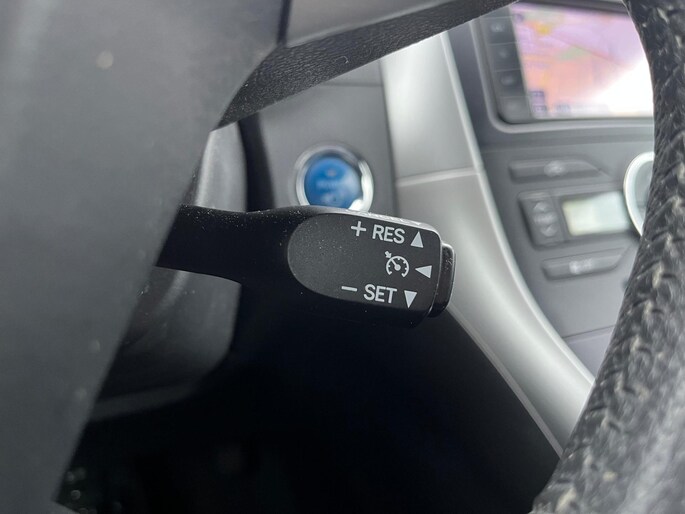 + RES ▲
◀
− SET ▼